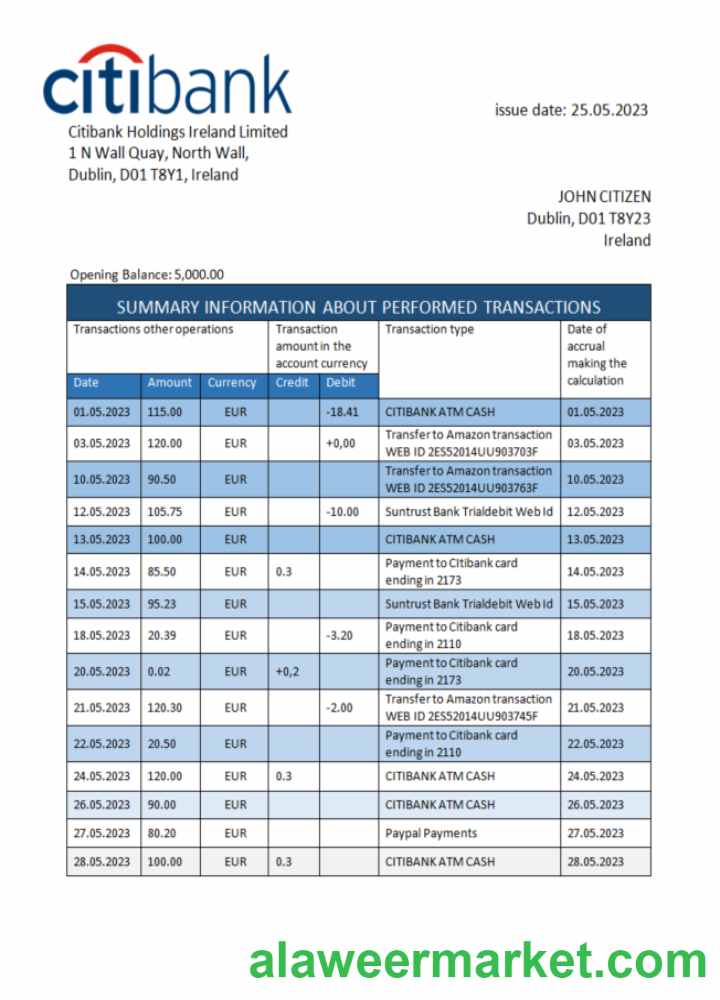 citibank
Citibank Holdings Ireland Limited
1 N Wall Quay, North Wall,
Dublin, D01 T8Y1, Ireland
issue date: 25.05.2023
JOHN CITIZEN
Dublin, D01 T8Y23
Ireland
Opening Balance: 5,000.00
SUMMARY INFORMATION ABOUT PERFORMED TRANSACTIONS
Transactions other operations
Transaction
amount in the
account currency
Transaction type
Date of
accrual
making the
calculation
Date Amount Currency Credit Debit
01.05.2023 115.00 EUR -18.41 CITIBANK ATM CASH 01.05.2023
03.05.2023 120.00 EUR +0,00 Transfer to Amazon transaction
WEB ID 2ES52014UU903703F 03.05.2023
10.05.2023 90.50 EUR Transfer to Amazon transaction
WEB ID 2ES52014UU903763F 10.05.2023
12.05.2023 105.75 EUR -10.00 Suntrust Bank Trialdebit Web Id 12.05.2023
13.05.2023 100.00 EUR CITIBANK ATM CASH 13.05.2023
14.05.2023 85.50 EUR 0.3 Payment to CItibank card
ending in 2173 14.05.2023
15.05.2023 95.23 EUR Suntrust Bank Trialdebit Web Id 15.05.2023
18.05.2023 20.39 EUR -3.20 Payment to Citibank card
ending in 2110 18.05.2023
20.05.2023 0.02 EUR +0,2 Payment to Citibank card
ending in 2173 20.05.2023
21.05.2023 120.30 EUR -2.00 Transfer to Amazon transaction
WEB ID 2ES52014UU903745F 21.05.2023
22.05.2023 20.50 EUR Payment to Citibank card
ending in 2110 22.05.2023
24.05.2023 120.00 EUR 0.3 CITIBANK ATM CASH 24.05.2023
26.05.2023 90.00 EUR CITIBANK ATM CASH 26.05.2023
27.05.2023 80.20 EUR Paypal Payments 27.05.2023
28.05.2023 100.00 EUR 0.3 CITIBANK ATM CASH 28.05.2023
alaweermarket.com